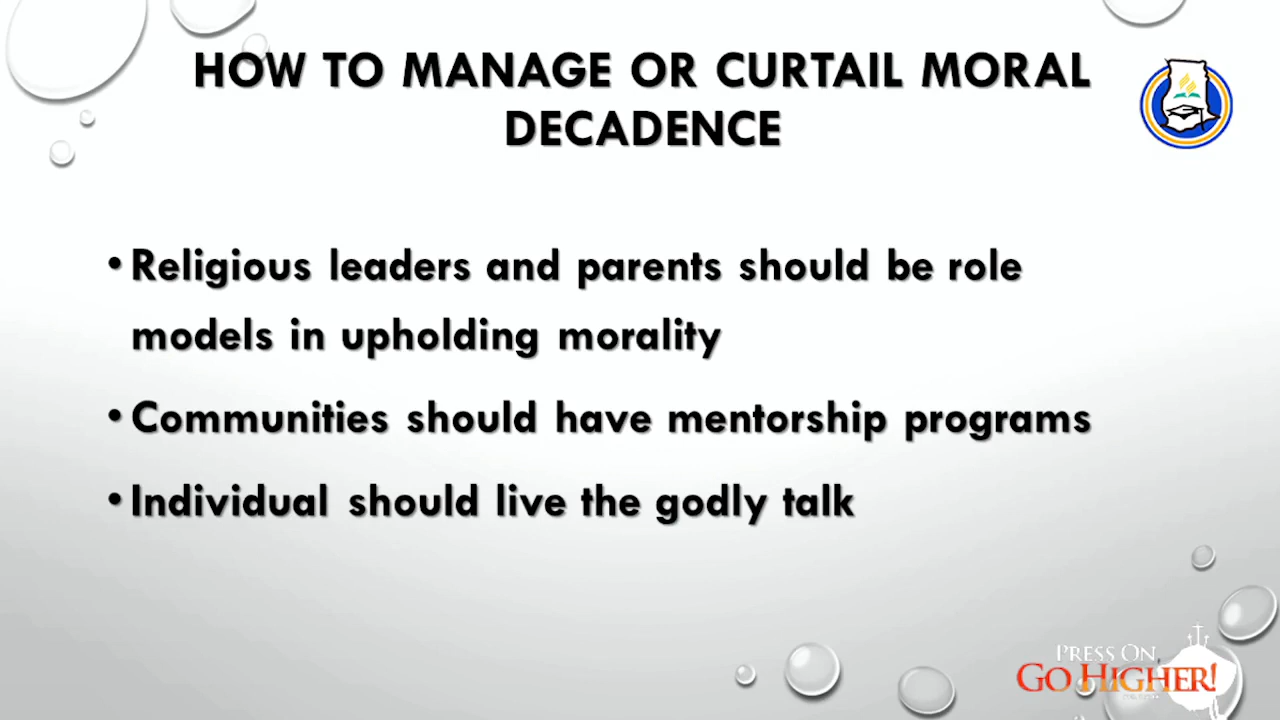 HOW TO MANAGE OR CURTAIL MORAL
DECADENCE
• Religious leaders and parents should be role
models in upholding morality
• Communities should have mentorship programs
• Individual should live the godly talk
PRESS ON,
GO HIGHER!